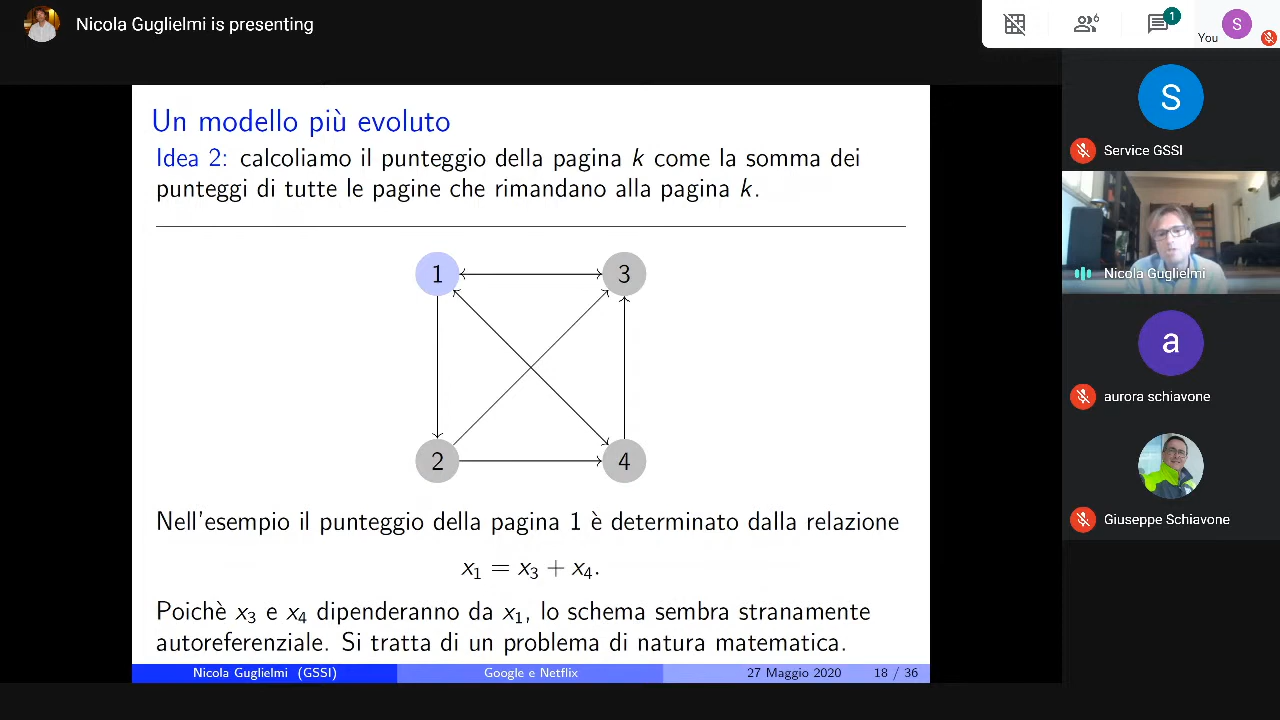 Nicola Guglielmi is presenting
6
1
You
S
Un modello più evoluto
Idea 2: calcoliamo il punteggio della pagina k come la somma dei
punteggi di tutte le pagine che rimandano alla pagina k.
1
3
2
4
Nell'esempio il punteggio della pagina 1 è determinato dalla relazione
x₁ = x₃ + x₄.
Poichè x₃ e x₄ dipenderanno da x₁, lo schema sembra stranamente
autoreferenziale. Si tratta di un problema di natura matematica.
Nicola Guglielmi (GSSI)
Google e Netflix
27 Maggio 2020
18 / 36
S
Service GSSI
Nicola Guglielmi
a
aurora schiavone
Giuseppe Schiavone